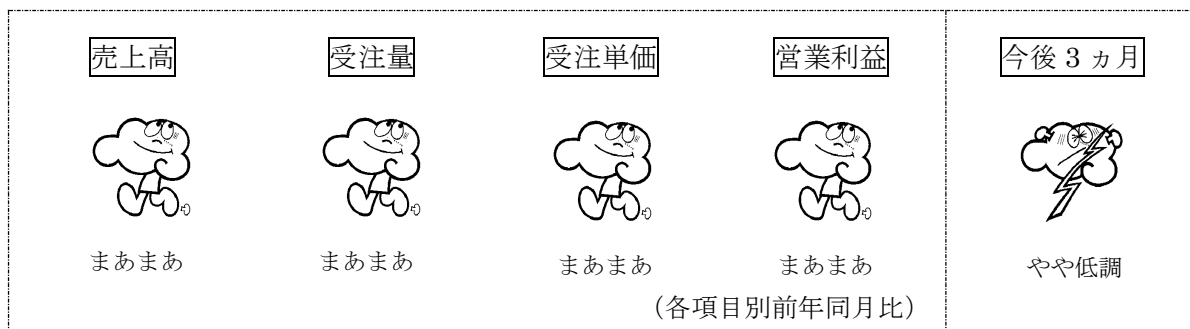 売上高 受注量 受注単価 営業利益 今後3ヵ月
まあまあ まあまあ まあまあ まあまあ やや低調
（各項目別前年同月比）